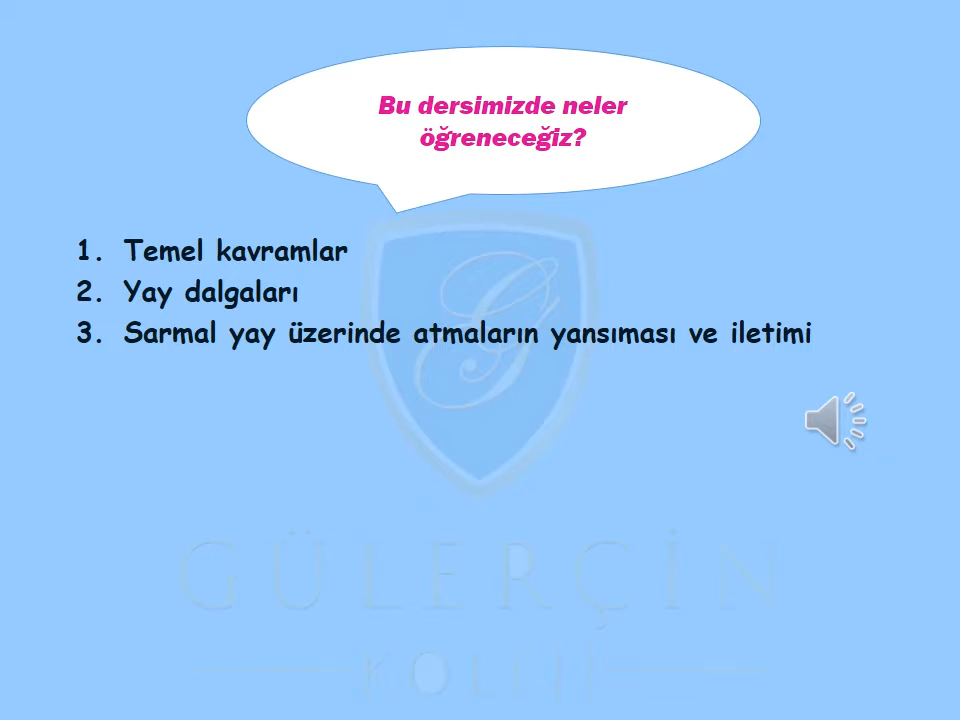 Bu dersimizde neler
öğreneceğiz?
1. Temel kavramlar
2. Yay dalgaları
3. Sarmal yay üzerinde atmaların yansıması ve iletimi
GÜLERÇİN
KOLEJİ